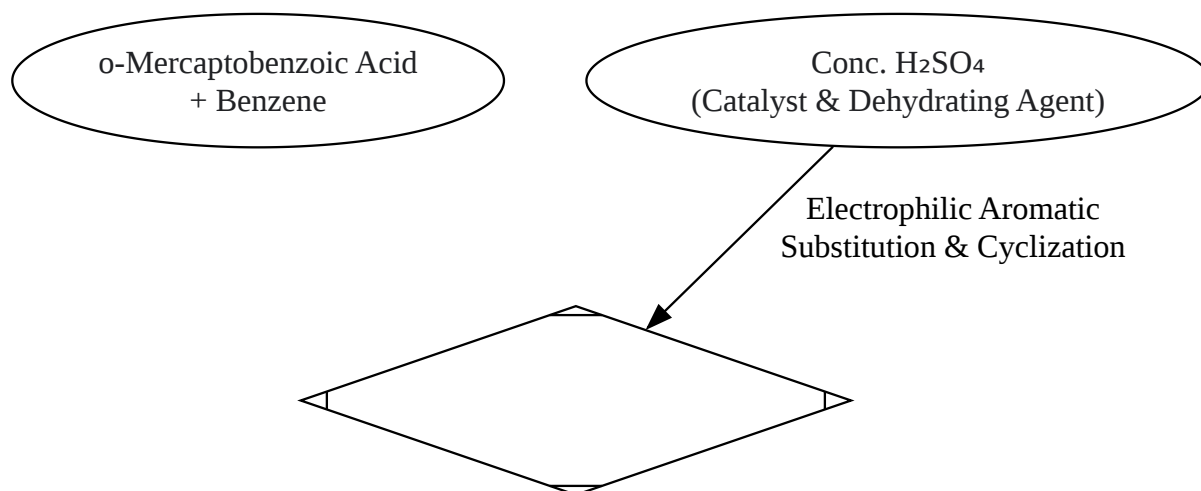 o-Mercaptobenzoic Acid
+ Benzene
Conc. H₂SO₄
(Catalyst & Dehydrating Agent)
Electrophilic Aromatic
Substitution & Cyclization